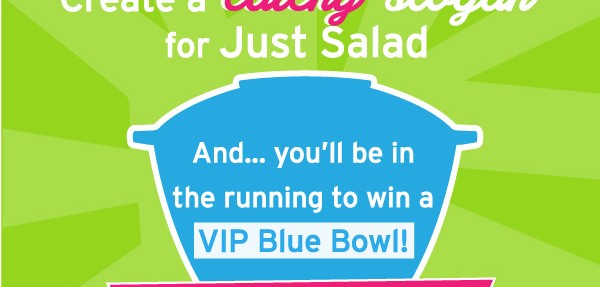 Create a catchy slogan
for Just Salad
And... you'll be in
the running to win a
VIP Blue Bowl!